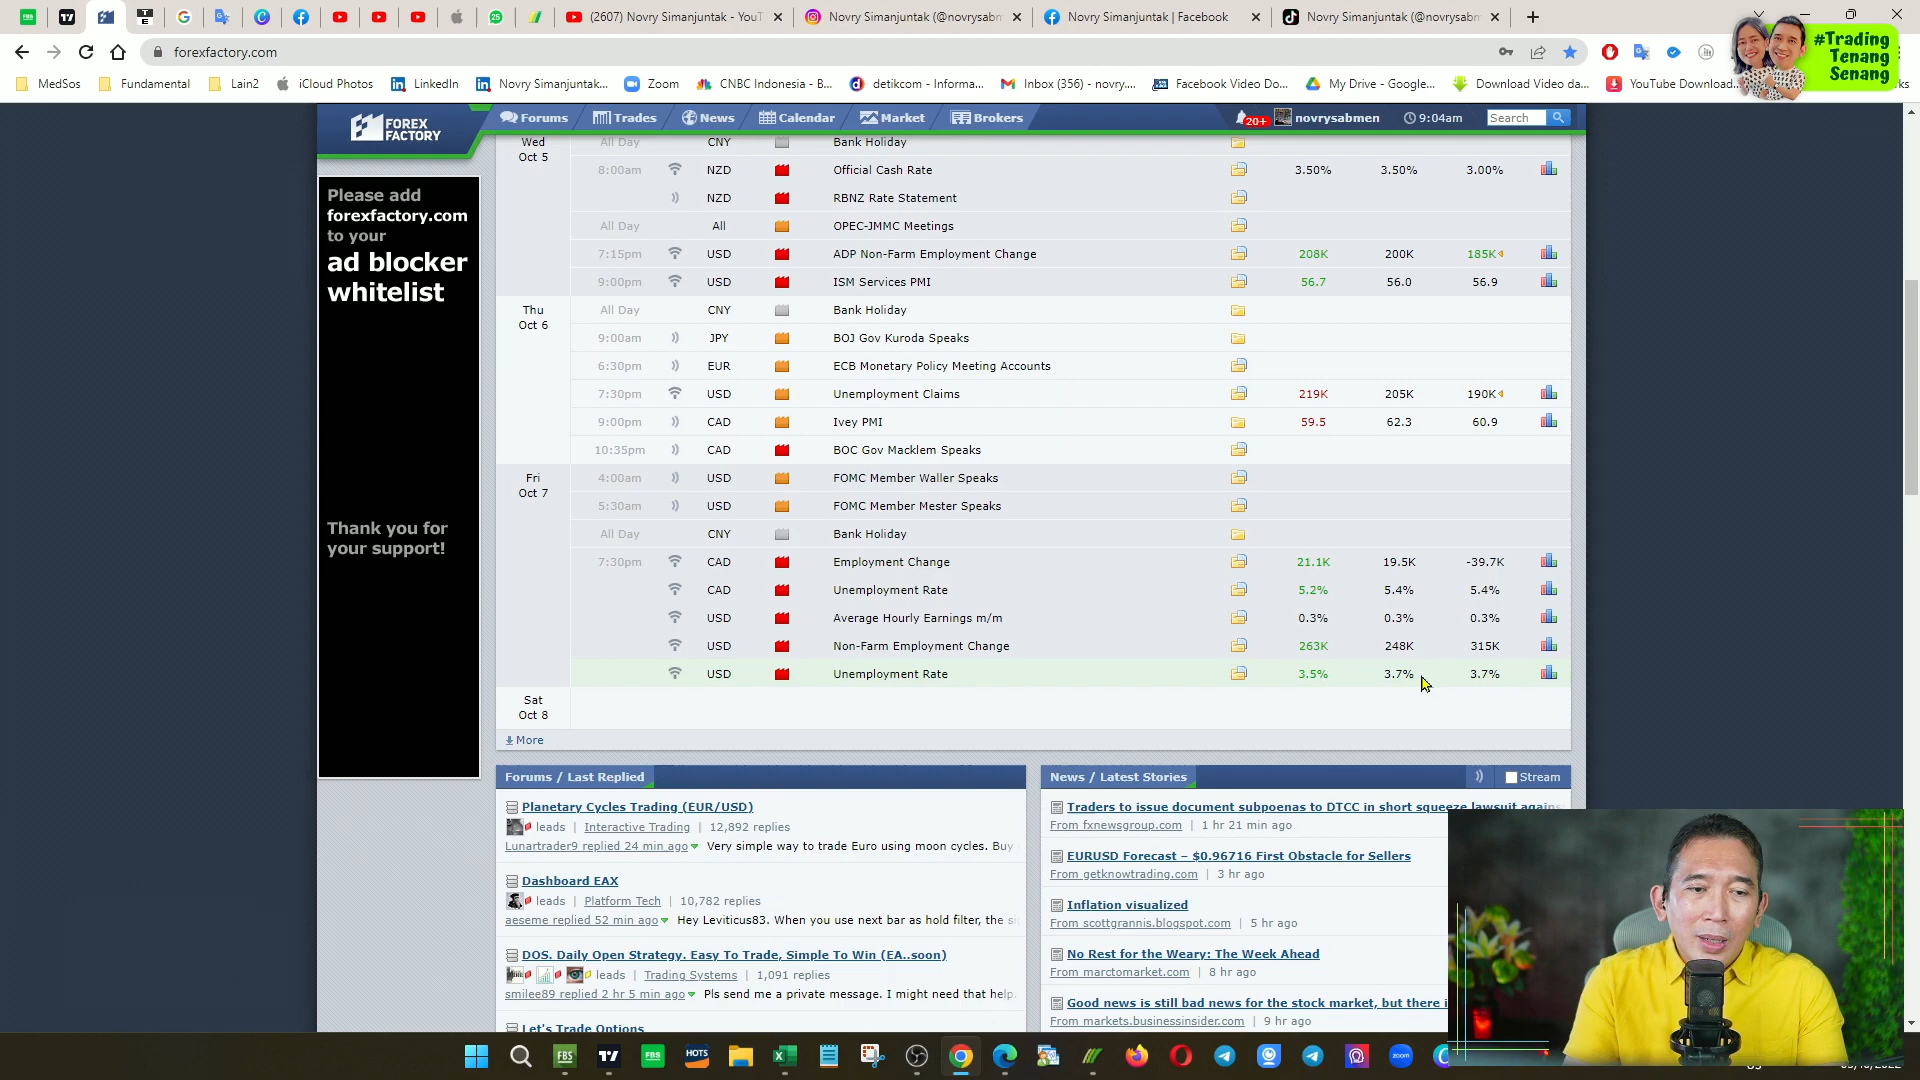 (2607) Novry Simanjuntak - YouT
Novry Simanjuntak (@novrysabm
Novry Simanjuntak | Facebook
Novry Simanjuntak (@novrysabm
#Trading
Tenang
Senang
forexfactory.com
MedSos
Fundamental
Lain2
iCloud Photos
LinkedIn
Novry Simanjuntak...
Zoom
CNBC Indonesia - B...
detikcom - Informa...
Inbox (356) - novry....
Facebook Video Do...
My Drive - Google...
Download Video da...
YouTube Download...
FOREX
FACTORY
Forums
Trades
News
Calendar
Market
Brokers
20+
novrysabmen
9:04am
Search
Please add
forexfactory.com
to your
ad blocker
whitelist
Thank you for
your support!
Wed
Oct 5
All Day CNY Bank Holiday
8:00am NZD Official Cash Rate 3.50% 3.50% 3.00%
NZD RBNZ Rate Statement
All Day All OPEC-JMMC Meetings
7:15pm USD ADP Non-Farm Employment Change 208K 200K 185K
9:00pm USD ISM Services PMI 56.7 56.0 56.9
Thu
Oct 6
All Day CNY Bank Holiday
9:00am JPY BOJ Gov Kuroda Speaks
6:30pm EUR ECB Monetary Policy Meeting Accounts
7:30pm USD Unemployment Claims 219K 205K 190K
9:00pm CAD Ivey PMI 59.5 62.3 60.9
10:35pm CAD BOC Gov Macklem Speaks
Fri
Oct 7
4:00am USD FOMC Member Waller Speaks
5:30am USD FOMC Member Mester Speaks
All Day CNY Bank Holiday
7:30pm CAD Employment Change 21.1K 19.5K -39.7K
CAD Unemployment Rate 5.2% 5.4% 5.4%
USD Average Hourly Earnings m/m 0.3% 0.3% 0.3%
USD Non-Farm Employment Change 263K 248K 315K
USD Unemployment Rate 3.5% 3.7% 3.7%
Sat
Oct 8
More
Forums / Last Replied
Planetary Cycles Trading (EUR/USD)
leads | Interactive Trading | 12,892 replies
Lunartrader9 replied 24 min ago Very simple way to trade Euro using moon cycles. Buy
Dashboard EAX
leads | Platform Tech | 10,782 replies
aeseme replied 52 min ago Hey Leviticus83. When you use next bar as hold filter, the si
DOS. Daily Open Strategy. Easy To Trade, Simple To Win (EA..soon)
leads | Trading Systems | 1,091 replies
smilee89 replied 2 hr 5 min ago Pls send me a private message. I might need that help.
Let's Trade Options
News / Latest Stories
Stream
Traders to issue document subpoenas to DTCC in short squeeze lawsuit agains
From fxnewsgroup.com | 1 hr 21 min ago
EURUSD Forecast – $0.96716 First Obstacle for Sellers
From getknowtrading.com | 3 hr ago
Inflation visualized
From scottgrannis.blogspot.com | 5 hr ago
No Rest for the Weary: The Week Ahead
From marctomarket.com | 8 hr ago
Good news is still bad news for the stock market, but there i
From markets.businessinsider.com | 9 hr ago
FBS
FBS
HOTS
zoom